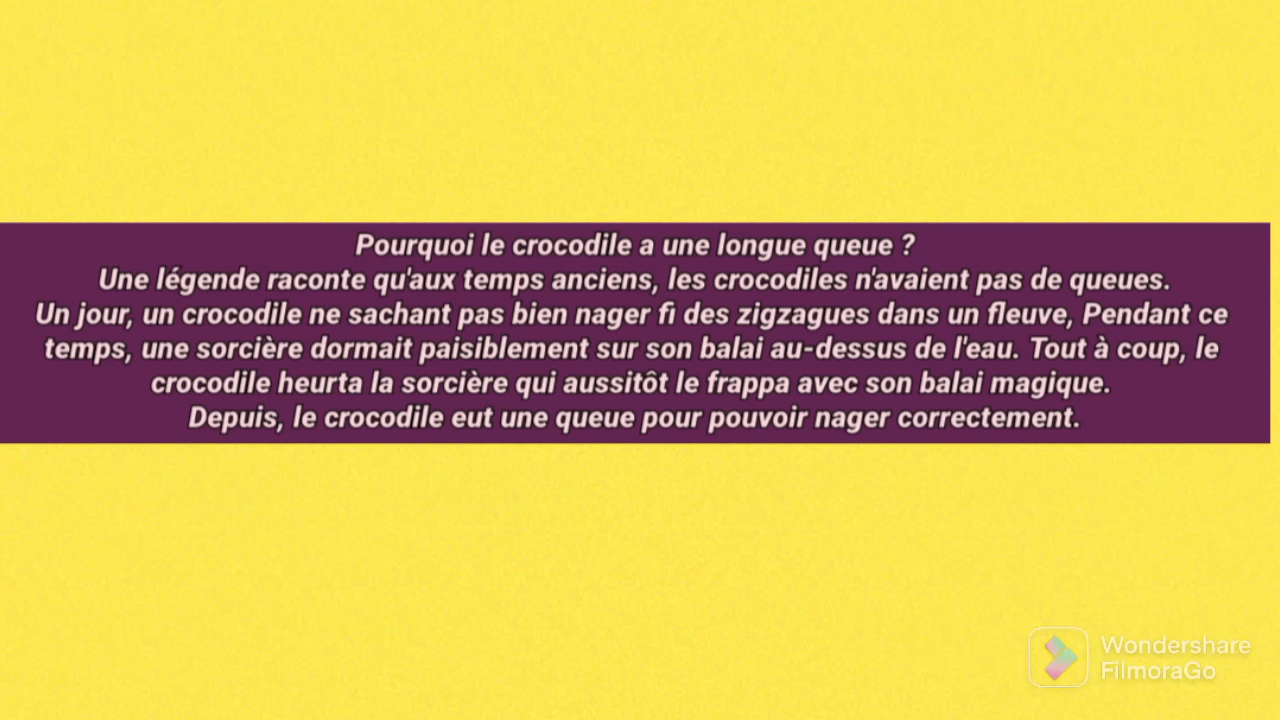 Pourquoi le crocodile a une longue queue ?
Une légende raconte qu'aux temps anciens, les crocodiles n'avaient pas de queues.
Un jour, un crocodile ne sachant pas bien nager fi des zigzagues dans un fleuve, Pendant ce
temps, une sorcière dormait paisiblement sur son balai au-dessus de l'eau. Tout à coup, le
crocodile heurta la sorcière qui aussitôt le frappa avec son balai magique.
Depuis, le crocodile eut une queue pour pouvoir nager correctement.
Wondershare
FilmoraGo